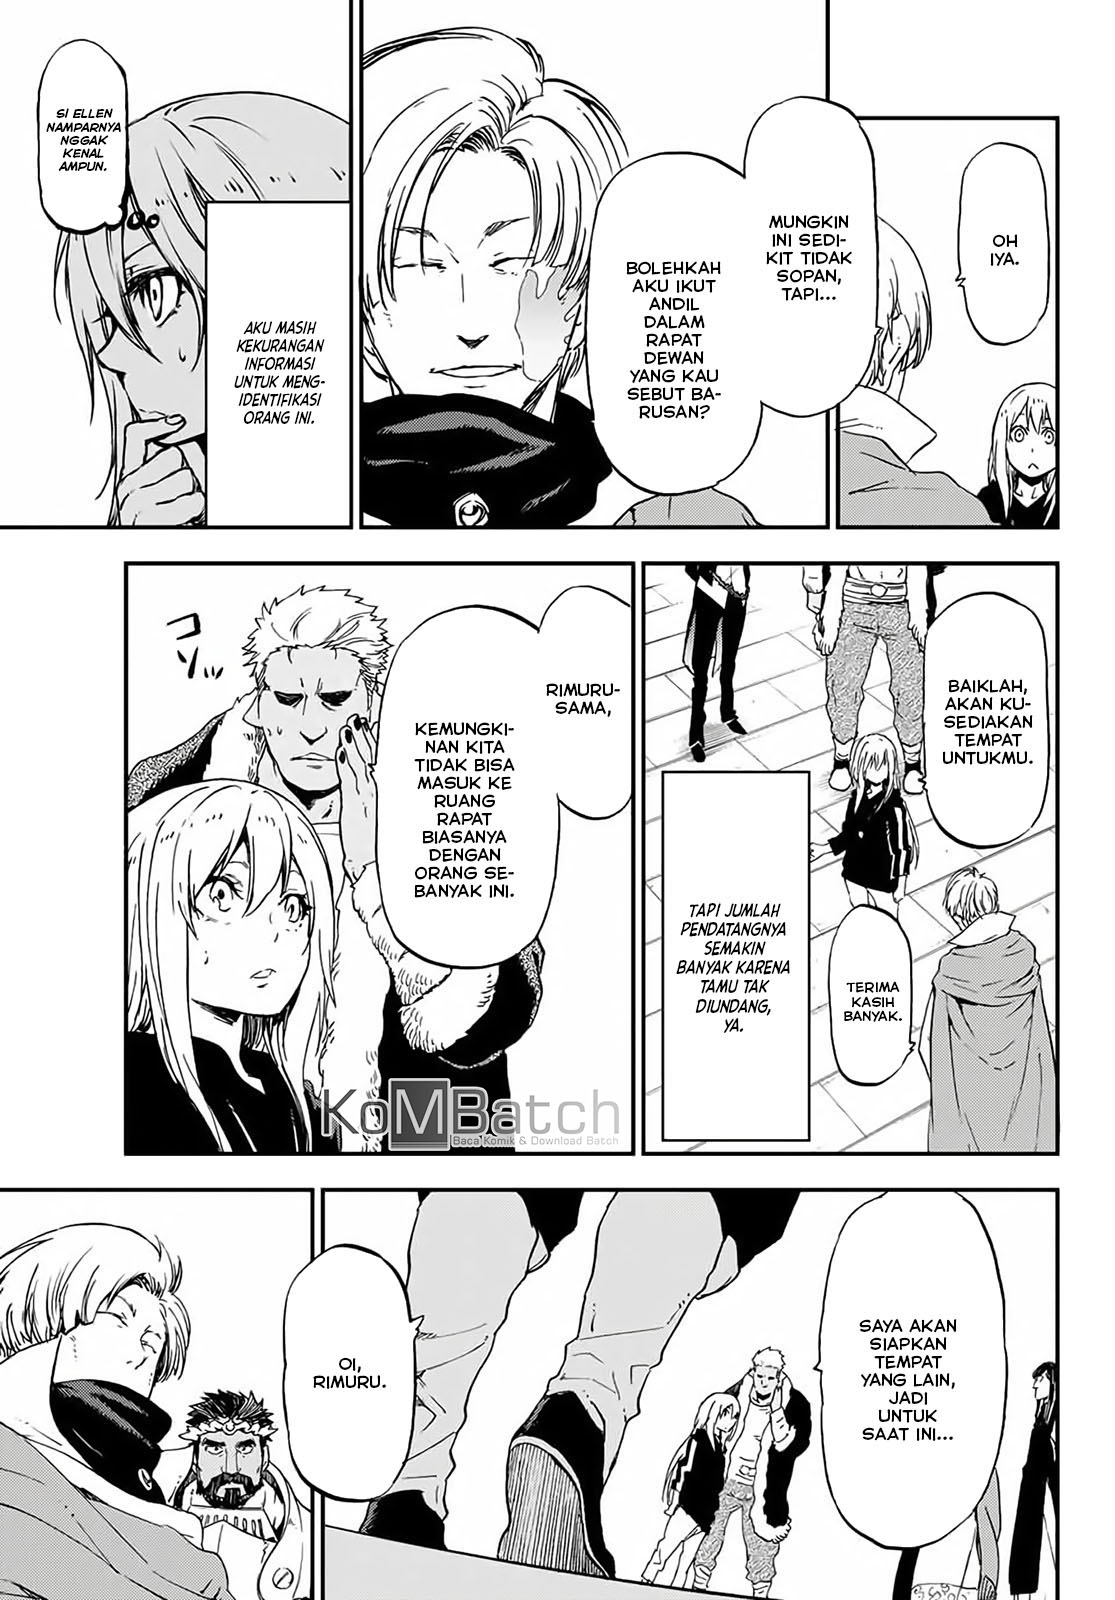 OH
IYA.
MUNGKIN
INI SEDI-
KIT TIDAK
SOPAN,
TAPI...
BOLEHKAH
AKU IKUT
ANDIL
DALAM
RAPAT
DEWAN
YANG KAU
SEBUT BA-
RUSAN?
AKU MASIH
KEKURANGAN
INFORMASI
UNTUK MENG-
IDENTIFIKASI
ORANG INI.
SI ELLEN
NAMPARNYA
NGGAK
KENAL
AMPUN.
BAIKLAH,
AKAN KU-
SEDIAKAN
TEMPAT
UNTUKMU.
TERIMA
KASIH
BANYAK.
TAPI JUMLAH
PENDATANGNYA
SEMAKIN
BANYAK KARENA
TAMU TAK
DIUNDANG,
YA.
RIMURU-
SAMA,
KEMUNGKI-
NAN KITA
TIDAK BISA
MASUK KE
RUANG
RAPAT
BIASANYA
DENGAN
ORANG SE-
BANYAK INI.
コソッ
KoMBatch
Baca Komik & Download Batch
SAYA AKAN
SIAPKAN
TEMPAT
YANG LAIN,
JADI
UNTUK
SAAT INI...
OI,
RIMURU.